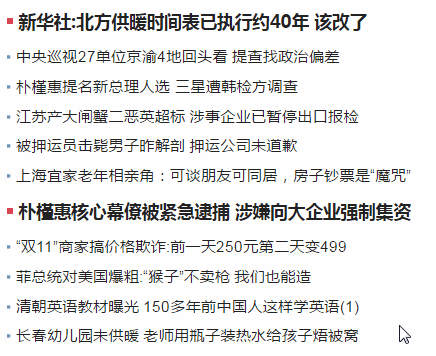 新华社:北方供暖时间表已执行约40年 该改了
中央巡视27单位京渝4地回头看 提查找政治偏差
朴槿惠提名新总理人选 三星遭韩检方调查
江苏产大闸蟹二恶英超标 涉事企业已暂停出口报检
被押运员击毙男子昨解剖 押运公司未道歉
上海宜家老年相亲角：可谈朋友可同居，房子钞票是“魔咒”
朴槿惠核心幕僚被紧急逮捕 涉嫌向大企业强制集资
“双11”商家搞价格欺诈:前一天250元第二天变499
菲总统对美国爆粗:“猴子”不卖枪 我们也能造
清朝英语教材曝光 150多年前中国人这样学英语(1)
长春幼儿园未供暖 老师用瓶子装热水给孩子焐被窝